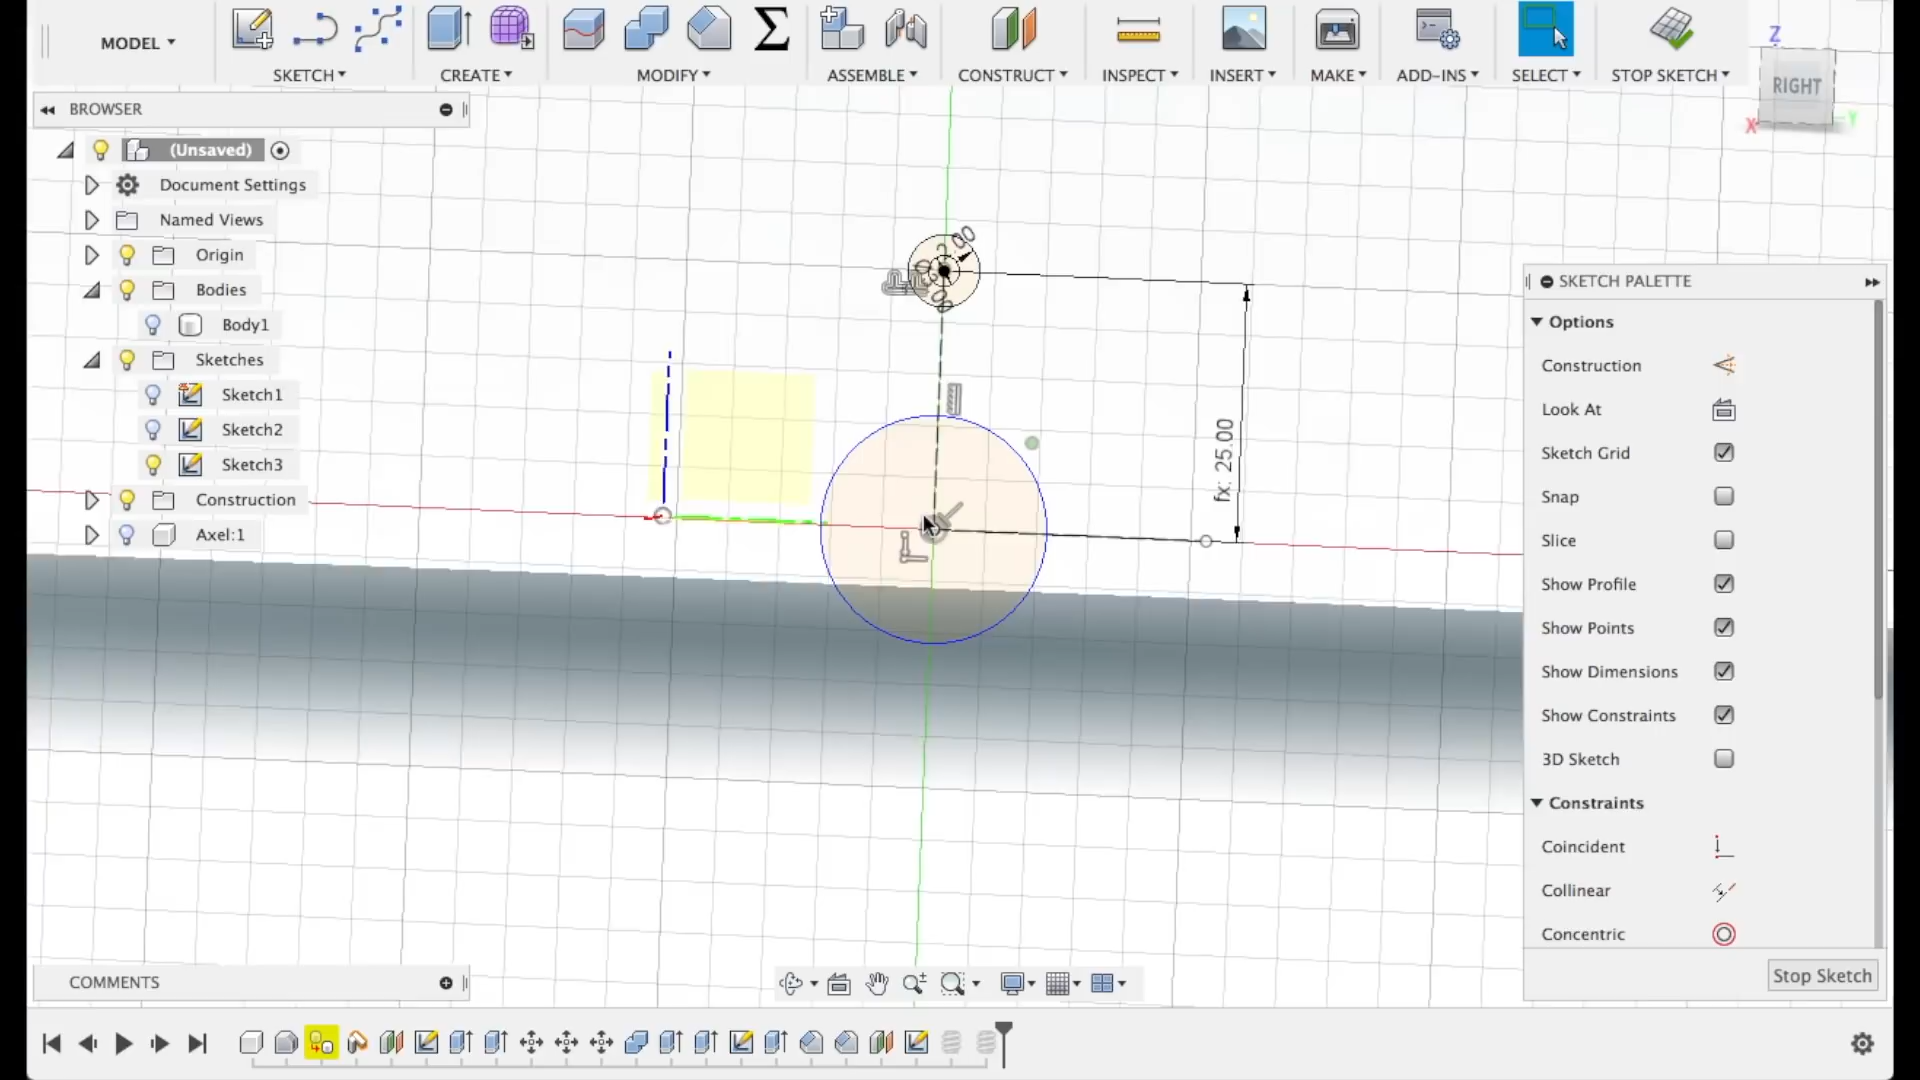 MODEL
SKETCH
CREATE
MODIFY
ASSEMBLE
CONSTRUCT
INSPECT
INSERT
MAKE
ADD-INS
SELECT
STOP SKETCH
Z
RIGHT
X
Y
BROWSER
(Unsaved)
Document Settings
Named Views
Origin
Bodies
Body1
Sketches
Sketch1
Sketch2
Sketch3
Construction
Axel:1
fx: 25.00
SKETCH PALETTE
Options
Construction
Look At
Sketch Grid
Snap
Slice
Show Profile
Show Points
Show Dimensions
Show Constraints
3D Sketch
Constraints
Coincident
Collinear
Concentric
Stop Sketch
COMMENTS